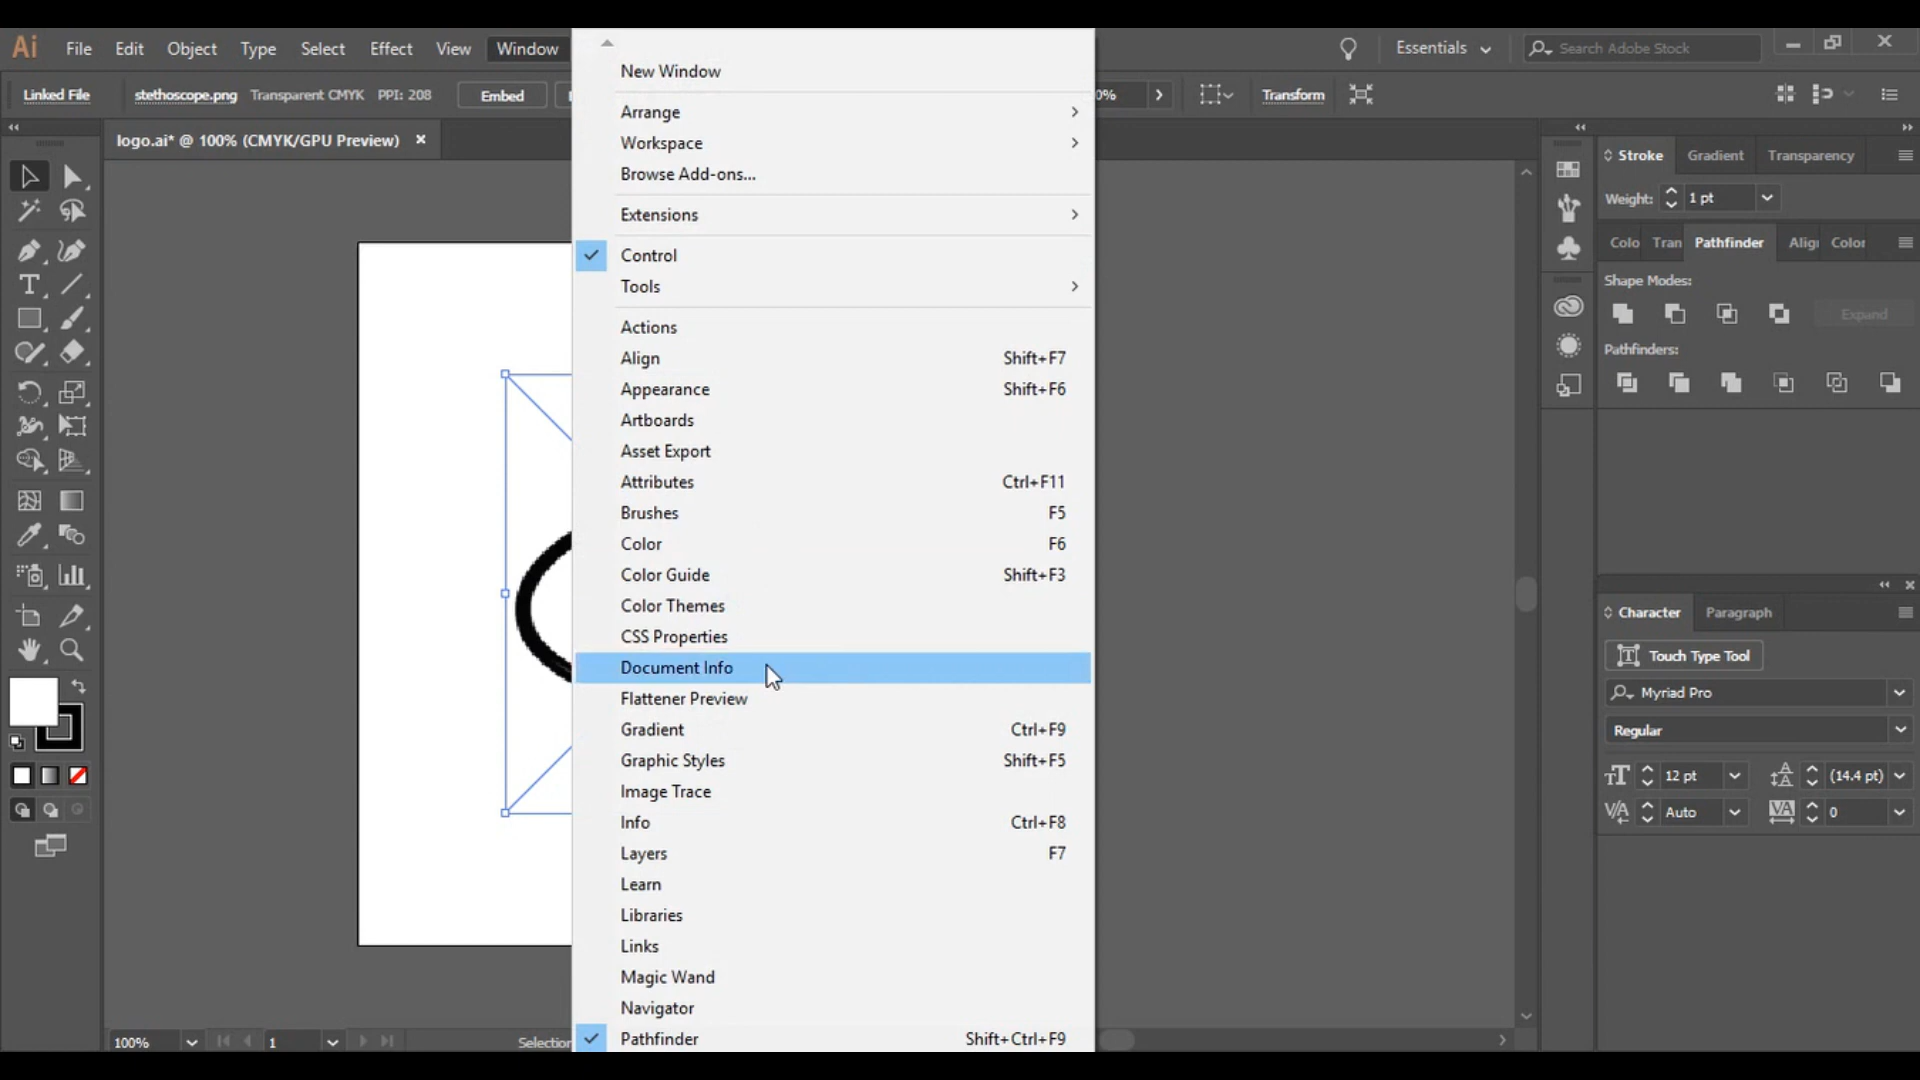 Ai File Edit Object Type Select Effect View Window Essentials Search Adobe Stock
Linked File stethoscope.png Transparent CMYK PPI: 208 Embed 0% Transform
logo.ai* @ 100% (CMYK/GPU Preview)
New Window
Arrange
Workspace
Browse Add-ons...
Extensions
Control
Tools
Actions
Align Shift+F7
Appearance Shift+F6
Artboards
Asset Export
Attributes Ctrl+F11
Brushes F5
Color F6
Color Guide Shift+F3
Color Themes
CSS Properties
Document Info
Flattener Preview
Gradient Ctrl+F9
Graphic Styles Shift+F5
Image Trace
Info Ctrl+F8
Layers F7
Learn
Libraries
Links
Magic Wand
Navigator
Pathfinder Shift+Ctrl+F9
Stroke Gradient Transparency
Weight: 1 pt
Colo Tran Pathfinder Alig Color
Shape Modes:
Expand
Pathfinders:
Character Paragraph
Touch Type Tool
Myriad Pro
Regular
12 pt (14.4 pt)
Auto 0
100% 1 Selection